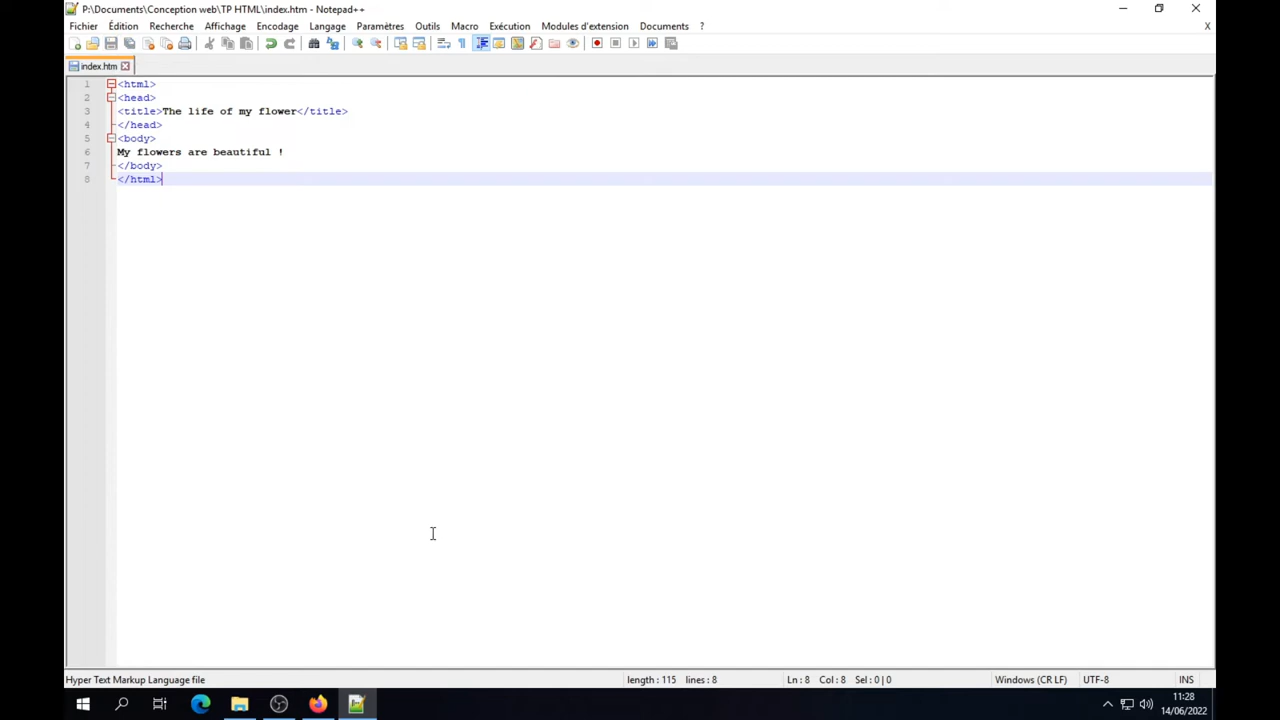 P:\Documents\Conception web\TP HTML\index.htm - Notepad++
Fichier Édition Recherche Affichage Encodage Langage Paramètres Outils Macro Exécution Modules d'extension Documents ? X
index.htm
1 <html>
2 <head>
3 <title>The life of my flower</title>
4 </head>
5 <body>
6 My flowers are beautiful !
7 </body>
8 </html>
Hyper Text Markup Language file length : 115 lines : 8 Ln : 8 Col : 8 Sel : 0 | 0 Windows (CR LF) UTF-8 INS
11:28
14/06/2022